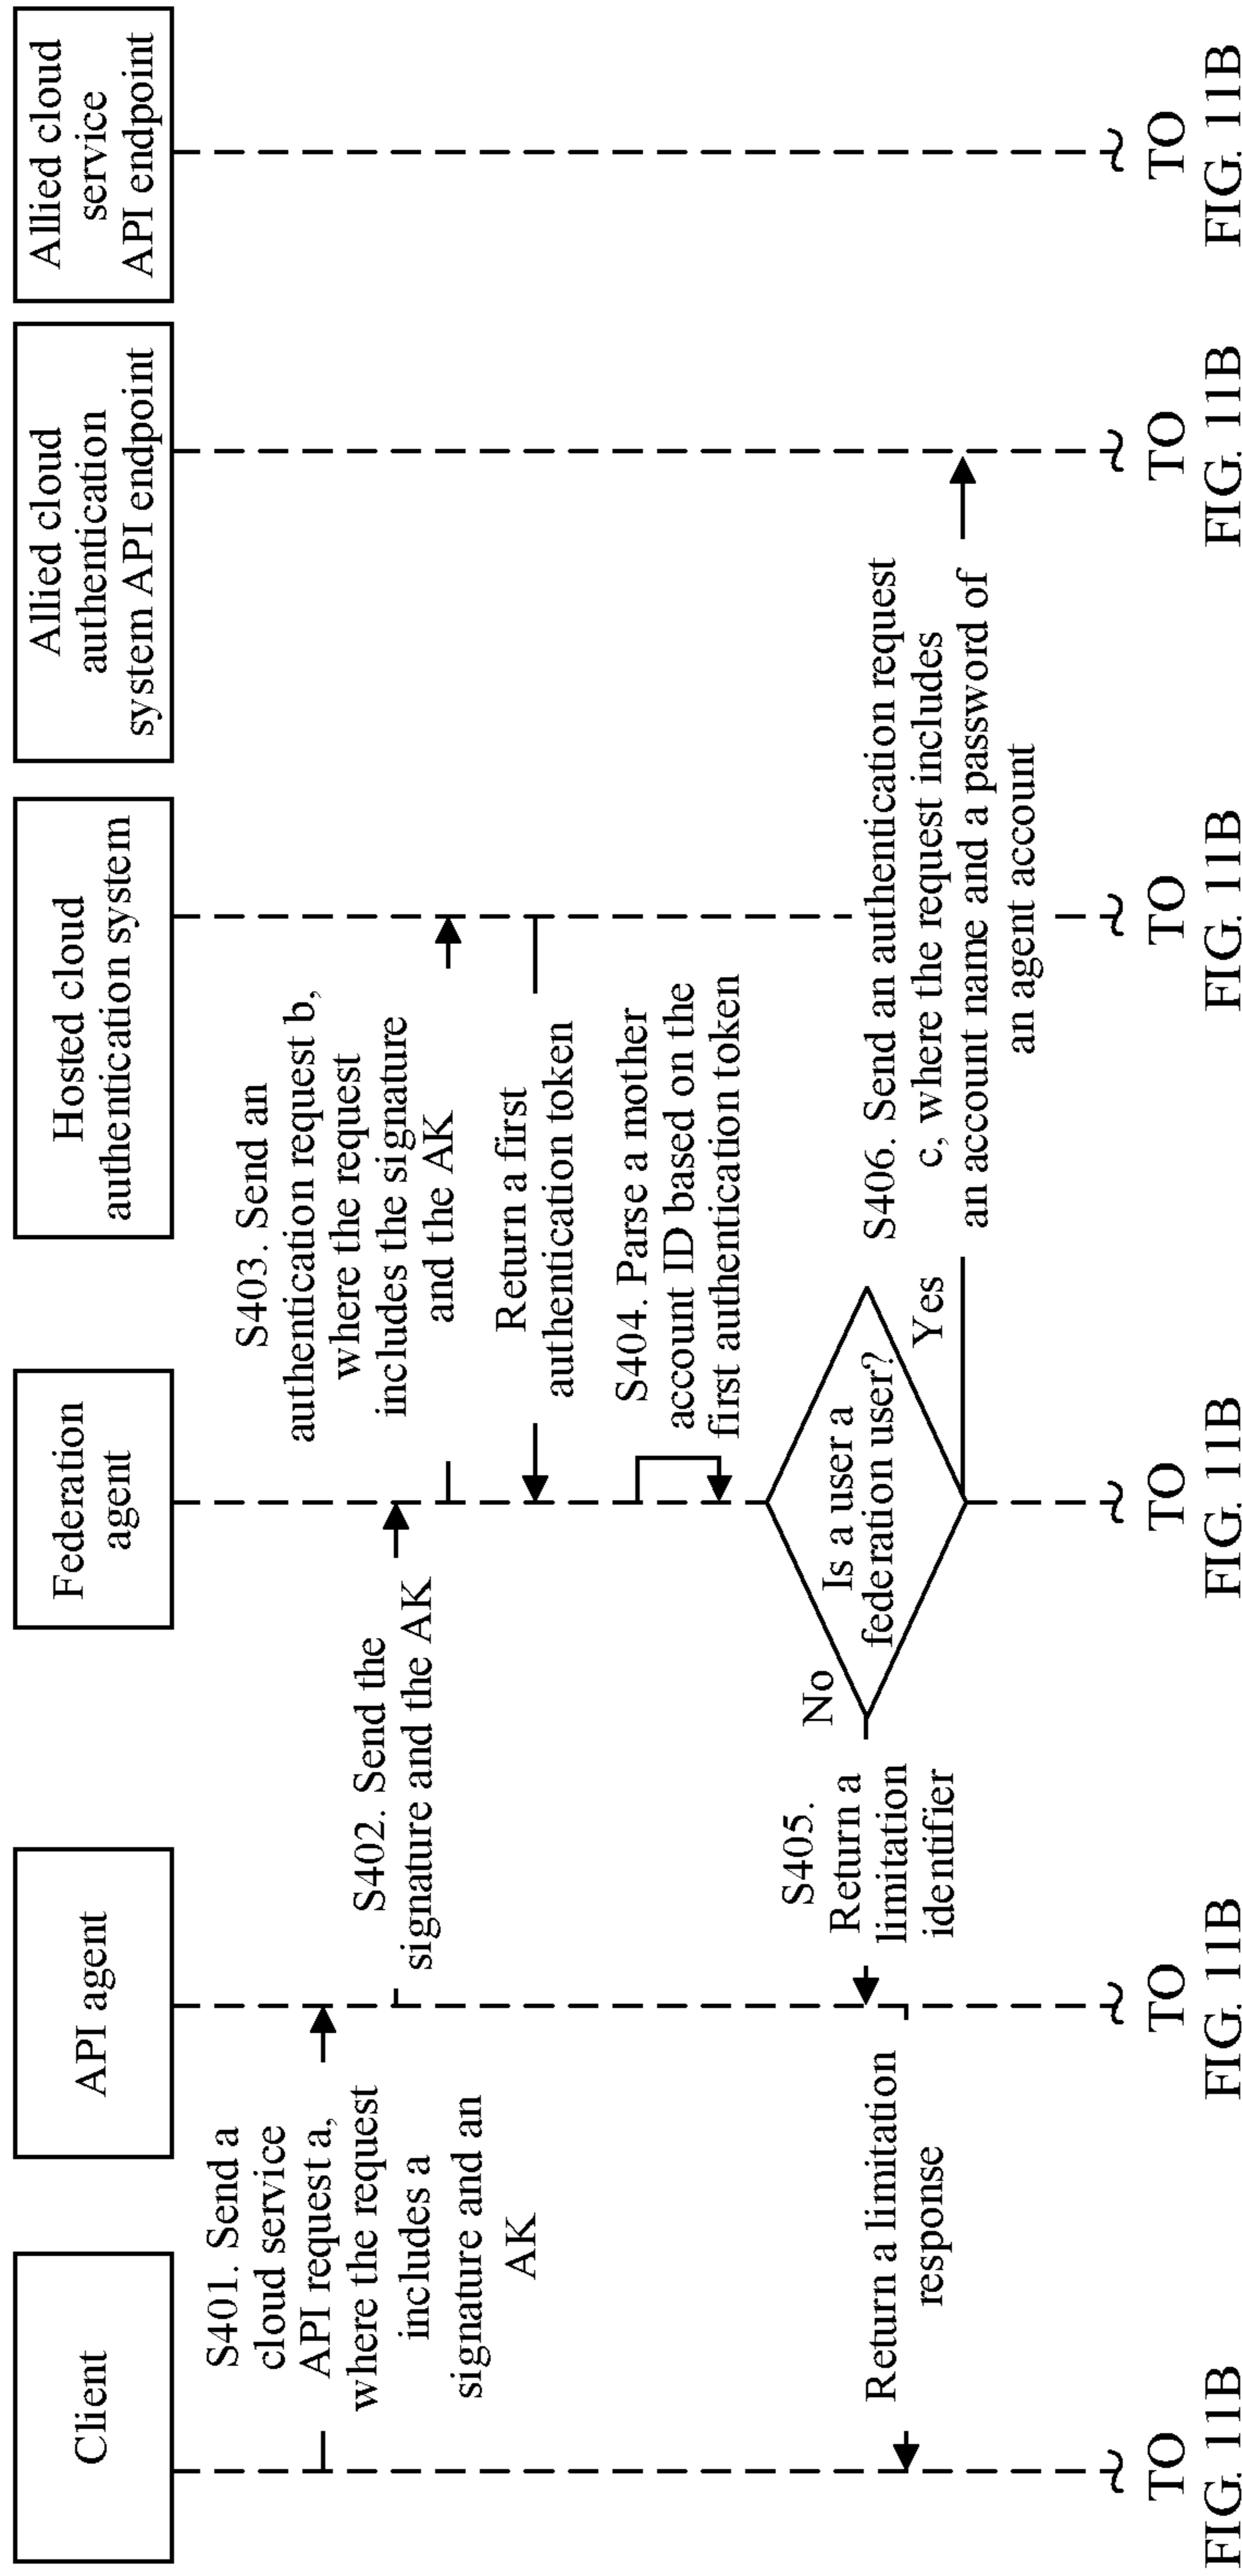 Client
API agent
Federation
agent
Hosted cloud
authentication system
Allied cloud
authentication
system API endpoint
Allied cloud
service
API endpoint
S401. Send a
cloud service
API request a,
where the request
includes a
signature and an
AK
S402. Send the
signature and the AK
S403. Send an
authentication request b,
where the request
includes the signature
and the AK
Return a first
authentication token
S404. Parse a mother
account ID based on the
first authentication token
Is a user a
federation user?
No
Yes
S405.
Return a
limitation
identifier
Return a limitation
response
S406. Send an authentication request
c, where the request includes
an account name and a password of
an agent account
TO
FIG. 11B
TO
FIG. 11B
TO
FIG. 11B
TO
FIG. 11B
TO
FIG. 11B
TO
FIG. 11B